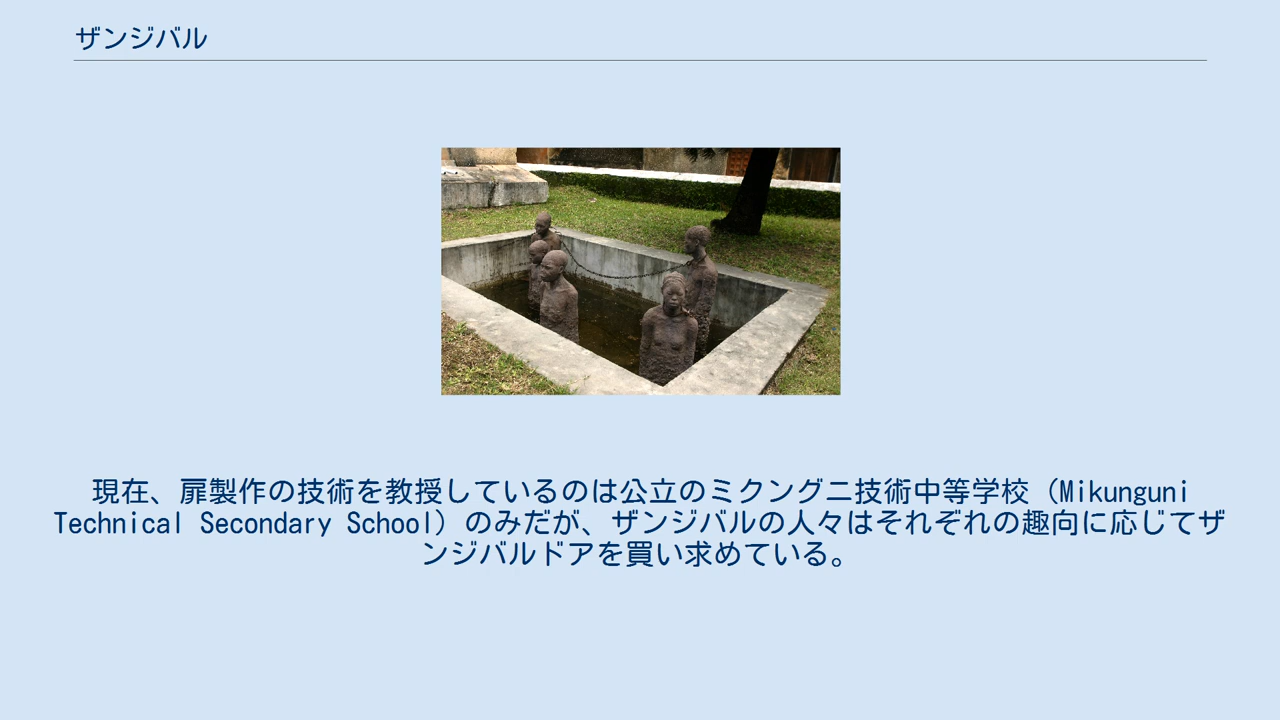 ザンジバル
現在、扉製作の技術を教授しているのは公立のミクングニ技術中等学校（Mikunguni
Technical Secondary School）のみだが、ザンジバルの人々はそれぞれの趣向に応じてザ
ンジバルドアを買い求めている。